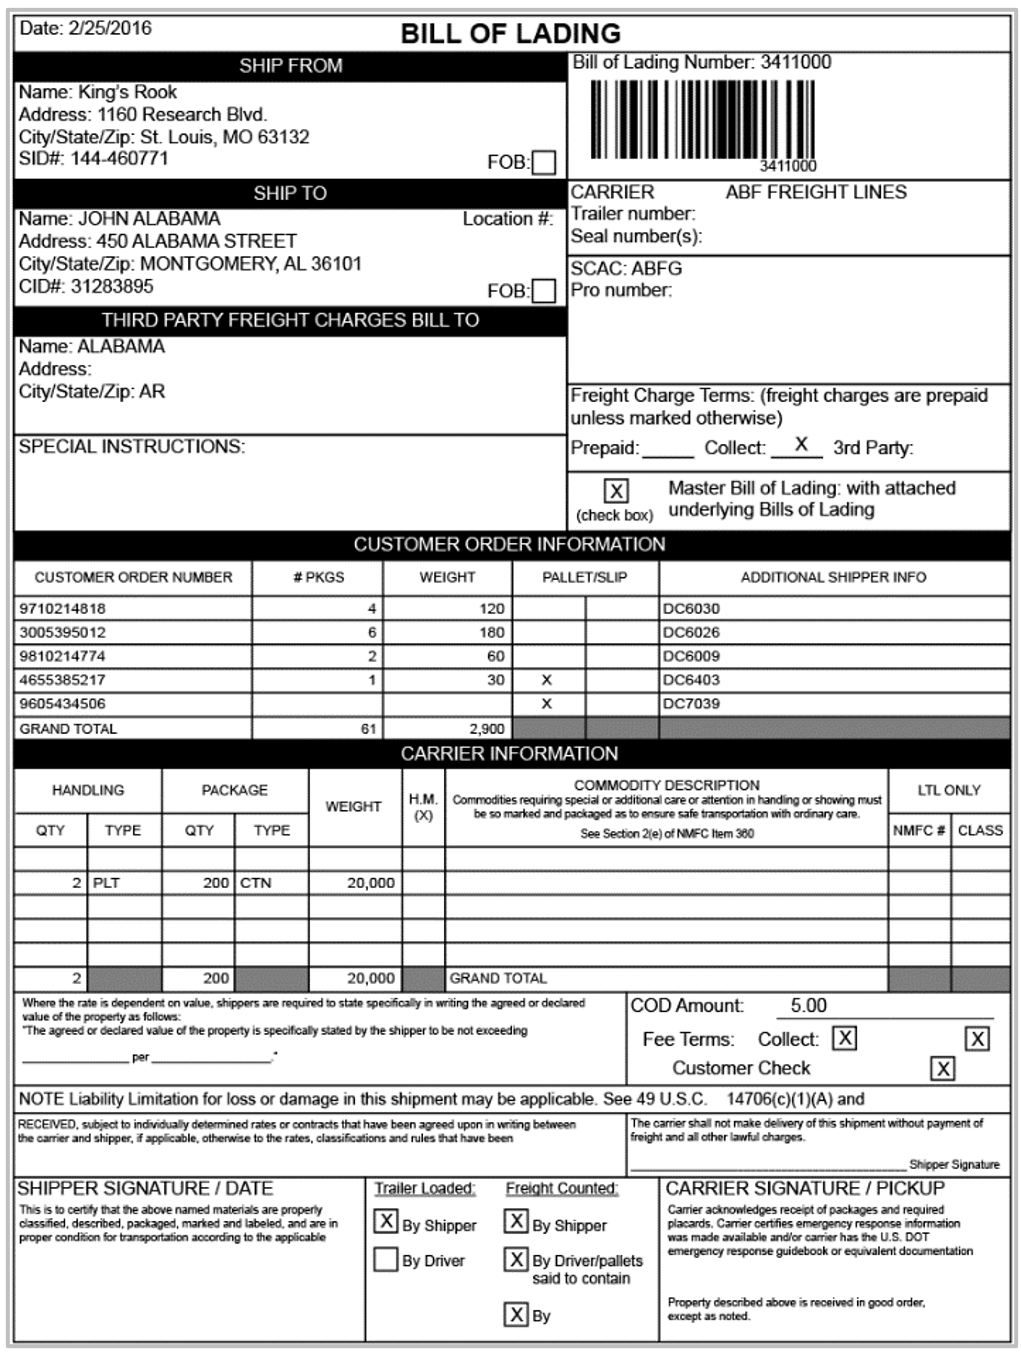 Date: 2/25/2016
BILL OF LADING
SHIP FROM
Name: King's Rook
Address: 1160 Research Blvd.
City/State/Zip: St. Louis, MO 63132
SID#: 144-460771
FOB:
Bill of Lading Number: 3411000
3411000
SHIP TO
Name: JOHN ALABAMA Location #:
Address: 450 ALABAMA STREET
City/State/Zip: MONTGOMERY, AL 36101
CID#: 31283895
FOB:
CARRIER ABF FREIGHT LINES
Trailer number:
Seal number(s):
SCAC: ABFG
Pro number:
THIRD PARTY FREIGHT CHARGES BILL TO
Name: ALABAMA
Address:
City/State/Zip: AR
SPECIAL INSTRUCTIONS:
Freight Charge Terms: (freight charges are prepaid
unless marked otherwise)
Prepaid: _____ Collect: X 3rd Party:
X
(check box)
Master Bill of Lading: with attached
underlying Bills of Lading
CUSTOMER ORDER INFORMATION
CUSTOMER ORDER NUMBER # PKGS WEIGHT PALLET/SLIP ADDITIONAL SHIPPER INFO
9710214818 4 120 DC6030
3005395012 6 180 DC6026
9810214774 2 60 DC6009
4655385217 1 30 X DC6403
9605434506 X DC7039
GRAND TOTAL 61 2,900
CARRIER INFORMATION
HANDLING PACKAGE WEIGHT H.M. (X)
COMMODITY DESCRIPTION
Commodities requiring special or additional care or attention in handling or showing must
be so marked and packaged as to ensure safe transportation with ordinary care.
See Section 2(e) of NMFC Item 360
LTL ONLY
QTY TYPE QTY TYPE NMFC # CLASS
2 PLT 200 CTN 20,000
2 200 20,000 GRAND TOTAL
Where the rate is dependent on value, shippers are required to state specifically in writing the agreed or declared
value of the property as follows:
"The agreed or declared value of the property is specifically stated by the shipper to be not exceeding
__________ per __________."
COD Amount: 5.00
Fee Terms: Collect: X X
Customer Check X
NOTE Liability Limitation for loss or damage in this shipment may be applicable. See 49 U.S.C. 14706(c)(1)(A) and
RECEIVED, subject to individually determined rates or contracts that have been agreed upon in writing between
the carrier and shipper, if applicable, otherwise to the rates, classifications and rules that have been
The carrier shall not make delivery of this shipment without payment of
freight and all other lawful charges.
__________ Shipper Signature
SHIPPER SIGNATURE / DATE
This is to certify that the above named materials are properly
classified, described, packaged, marked and labeled, and are in
proper condition for transportation according to the applicable
Trailer Loaded:
X By Shipper
By Driver
Freight Counted:
X By Shipper
X By Driver/pallets
said to contain
X By
CARRIER SIGNATURE / PICKUP
Carrier acknowledges receipt of packages and required
placards. Carrier certifies emergency response information
was made available and/or carrier has the U.S. DOT
emergency response guidebook or equivalent documentation
Property described above is received in good order,
except as noted.